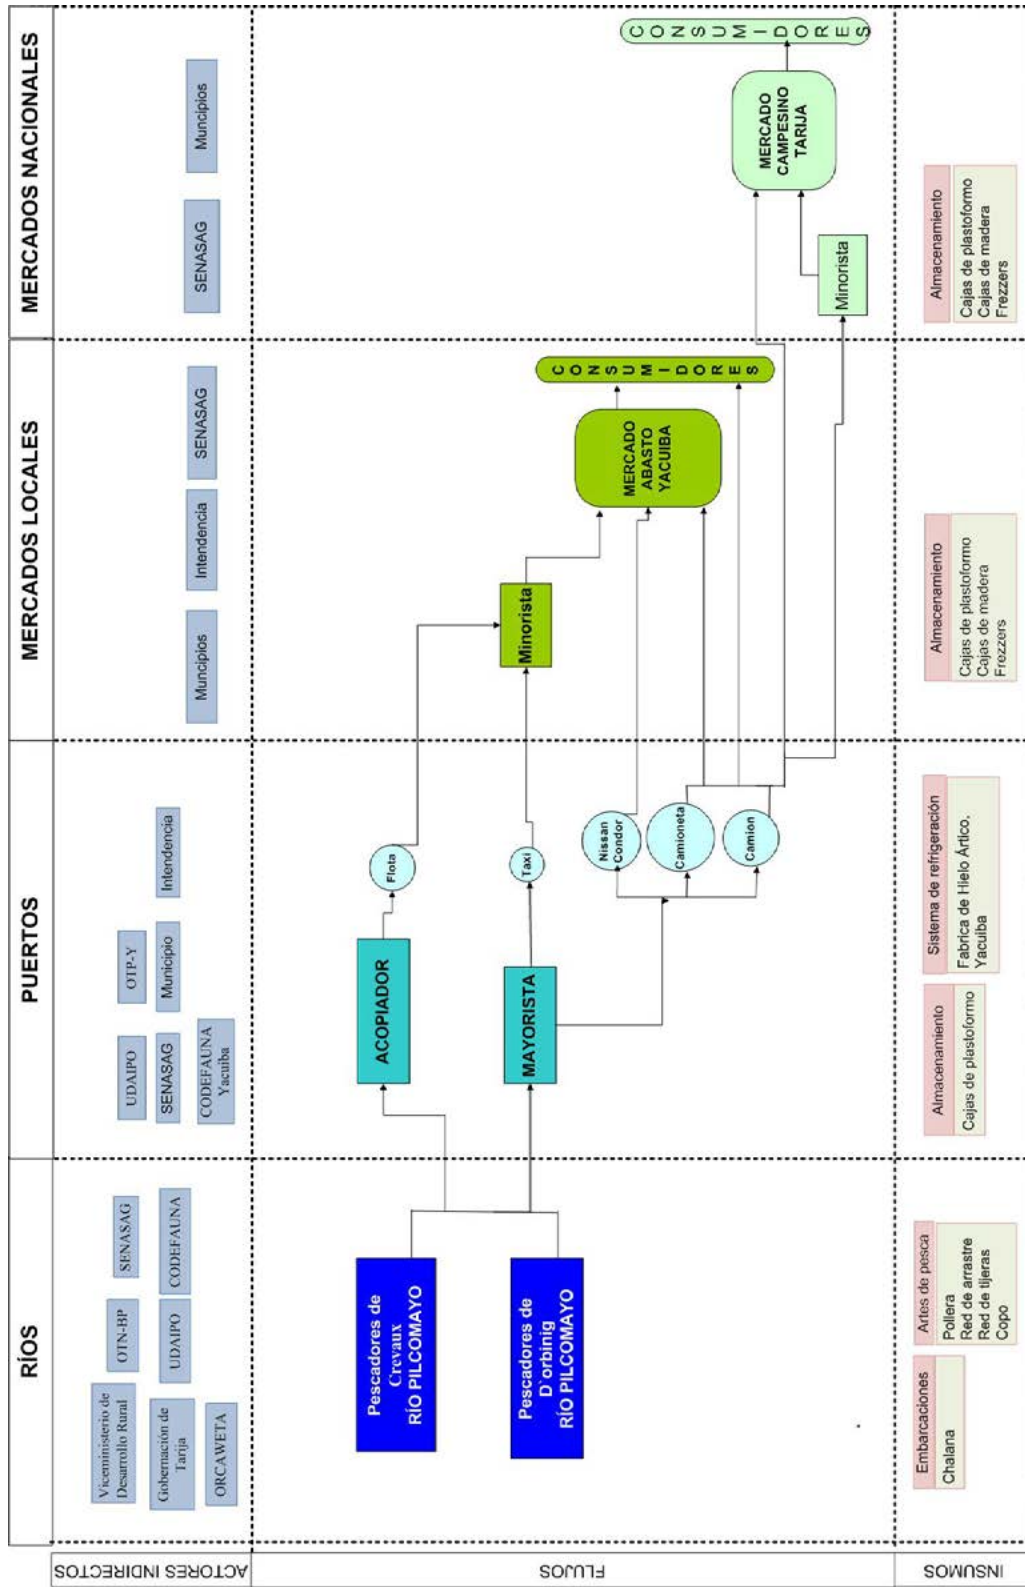 RÍOS
PUERTOS
MERCADOS LOCALES
MERCADOS NACIONALES
ACTORES INDIRECTOS
Viceministerio de
Desarrollo Rural
OTN-BP
SENASAG
Gobernación de
Tarija
UDAIPO
CODEFAUNA
ORCAWETA
UDAIPO
OTP-Y
SENASAG
Municipio
Intendencia
CODEFAUNA
Yacuiba
Muncipios
Intendencia
SENASAG
SENASAG
Muncipios
FLUJOS
Pescadores de
Crevaux
RÍO PILCOMAYO
Pescadores de
D`orbinig
RÍO PILCOMAYO
ACOPIADOR
MAYORISTA
Flota
Taxi
Nissan
Condor
Camioneta
Camion
Minorista
MERCADO
ABASTO
YACUIBA
CONSUMIDORES
Minorista
MERCADO
CAMPESINO
TARIJA
CONSUMIDORES
INSUMOS
Embarcaciones
Chalana
Artes de pesca
Pollera
Red de arrastre
Red de tijeras
Copo
Almacenamiento
Cajas de plastoformo
Sistema de refrigeración
Fabrica de Hielo Ártico,
Yacuiba
Almacenamiento
Cajas de plastoformo
Cajas de madera
Frezzers
Almacenamiento
Cajas de plastoformo
Cajas de madera
Frezzers